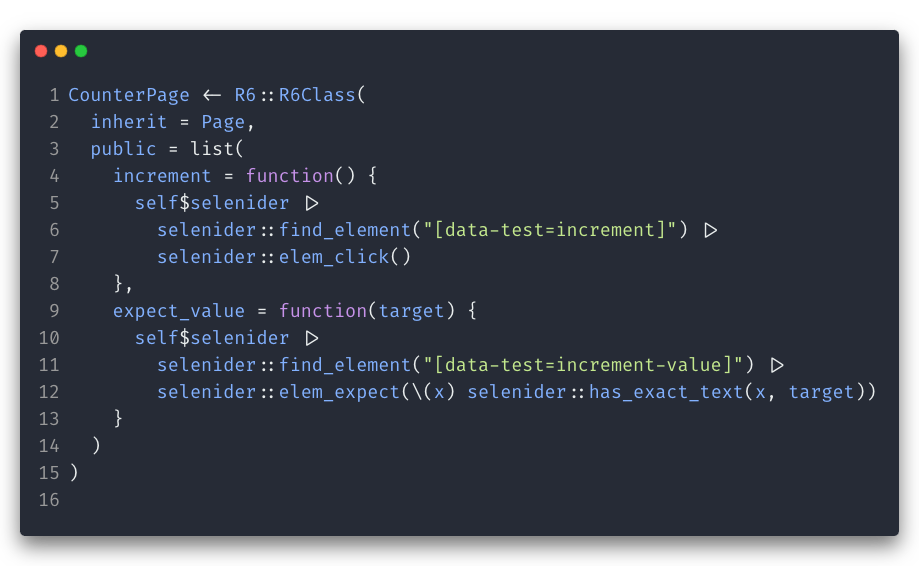 1 CounterPage <- R6::R6Class(
2   inherit = Page,
3   public = list(
4     increment = function() {
5       self$selenider |>
6         selenider::find_element("[data-test=increment]") |>
7         selenider::elem_click()
8     },
9     expect_value = function(target) {
10       self$selenider |>
11         selenider::find_element("[data-test=increment-value]") |>
12         selenider::elem_expect(\(x) selenider::has_exact_text(x, target))
13     }
14   )
15 )
16